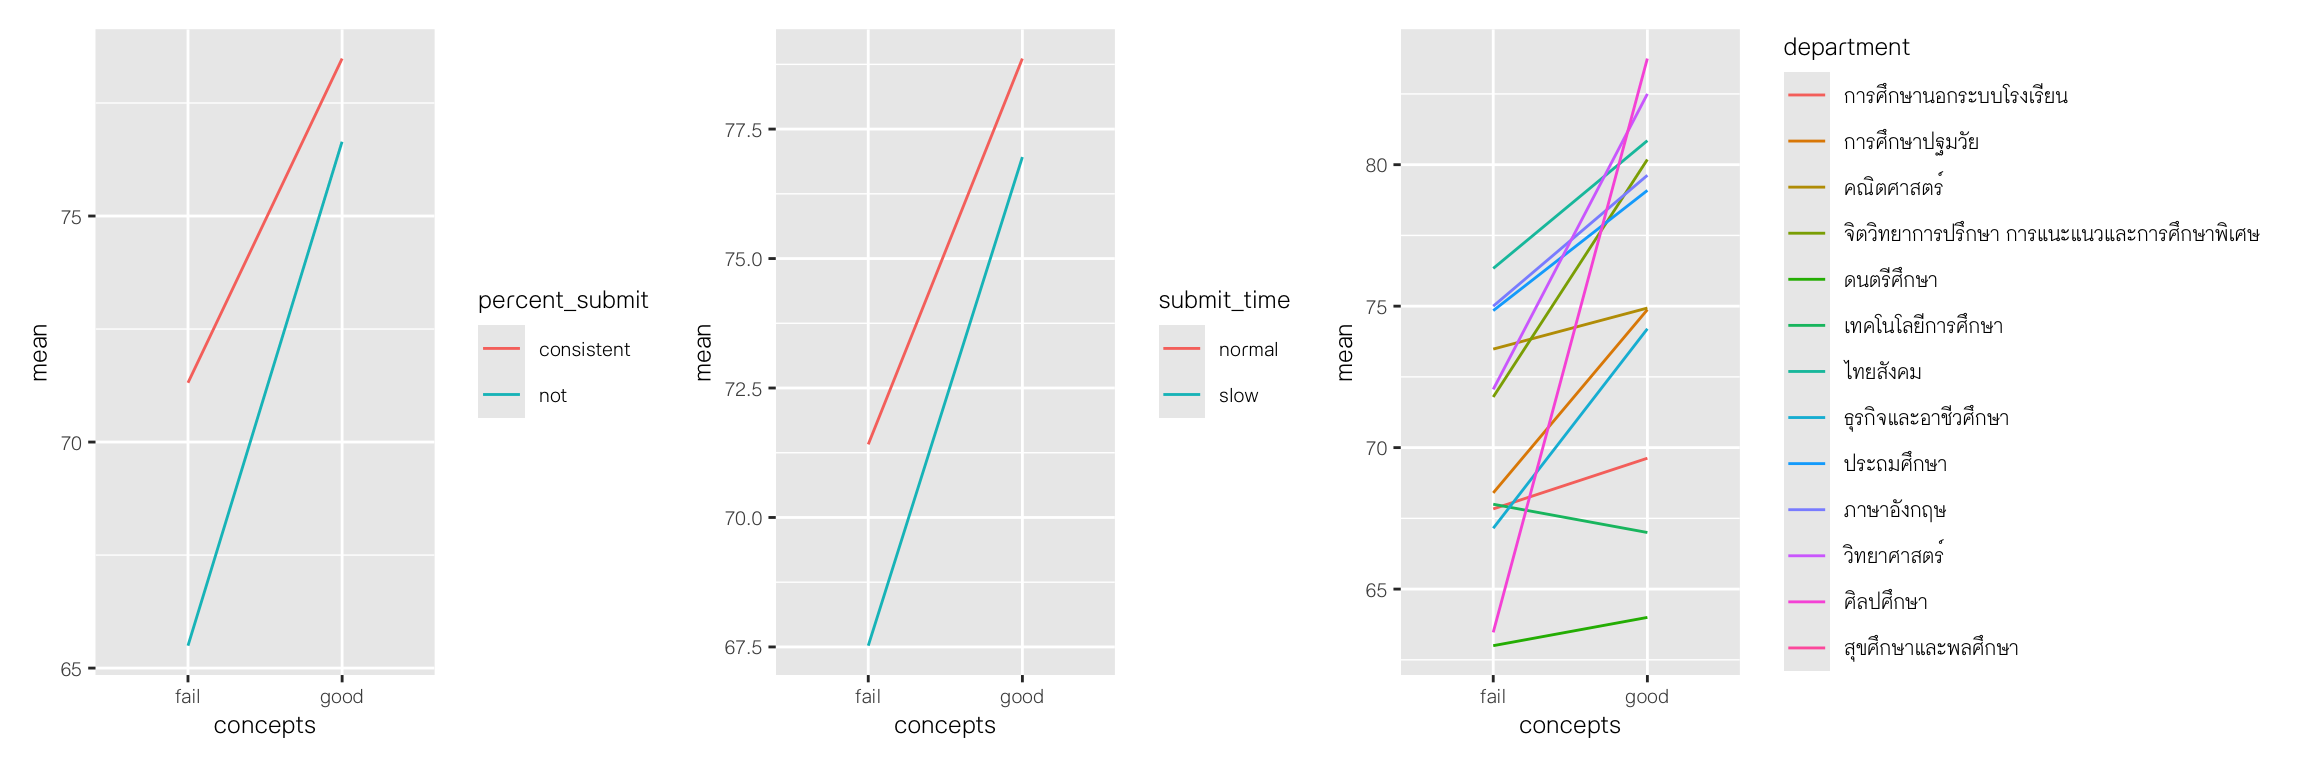 mean
75
70
65
fail
good
concepts
percent_submit
consistent
not
mean
77.5
75.0
72.5
70.0
67.5
fail
good
concepts
submit_time
normal
slow
mean
80
75
70
65
fail
good
concepts
department
การศึกษานอกระบบโรงเรียน
การศึกษาปฐมวัย
คณิตศาสตร์
จิตวิทยาการปรึกษา การแนะแนวและการศึกษาพิเศษ
ดนตรีศึกษา
เทคโนโลยีการศึกษา
ไทยสังคม
ธุรกิจและอาชีวศึกษา
ประถมศึกษา
ภาษาอังกฤษ
วิทยาศาสตร์
ศิลปศึกษา
สุขศึกษาและพลศึกษา